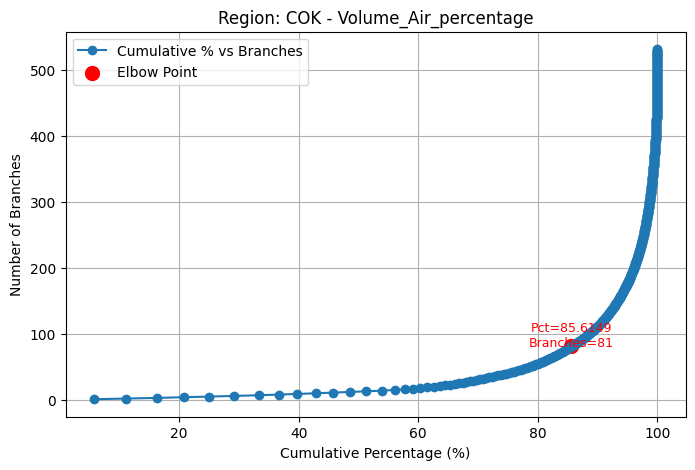 Region: COK - Volume_Air_percentage
Cumulative % vs Branches
Elbow Point
Number of Branches
500
400
300
200
100
0
Pct=85.6149
Branches=81
20
40
60
80
100
Cumulative Percentage (%)